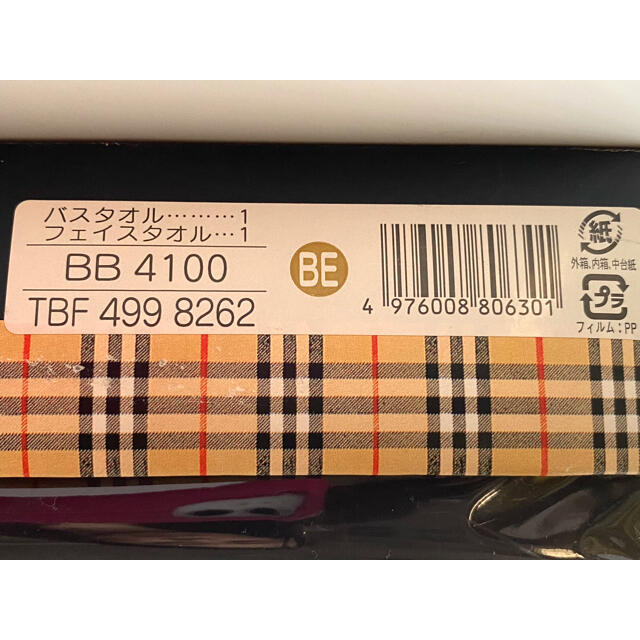 バスタオル………1
フェイスタオル…1
BB 4100
TBF 499 8262
BE
4 976008 806301
紙
外箱、内箱、中台紙
プラ
フィルム:PP